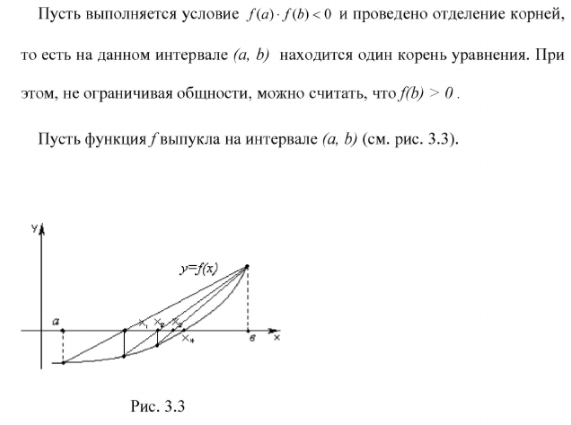 Пусть выполняется условие f(a) · f(b) < 0 и проведено отделение корней,
то есть на данном интервале (a, b) находится один корень уравнения. При
этом, не ограничивая общности, можно считать, что f(b) > 0 .
Пусть функция f выпукла на интервале (a, b) (см. рис. 3.3).
Y
y=f(x)
a X₁ X₂ X₃
X₄ в x
Рис. 3.3